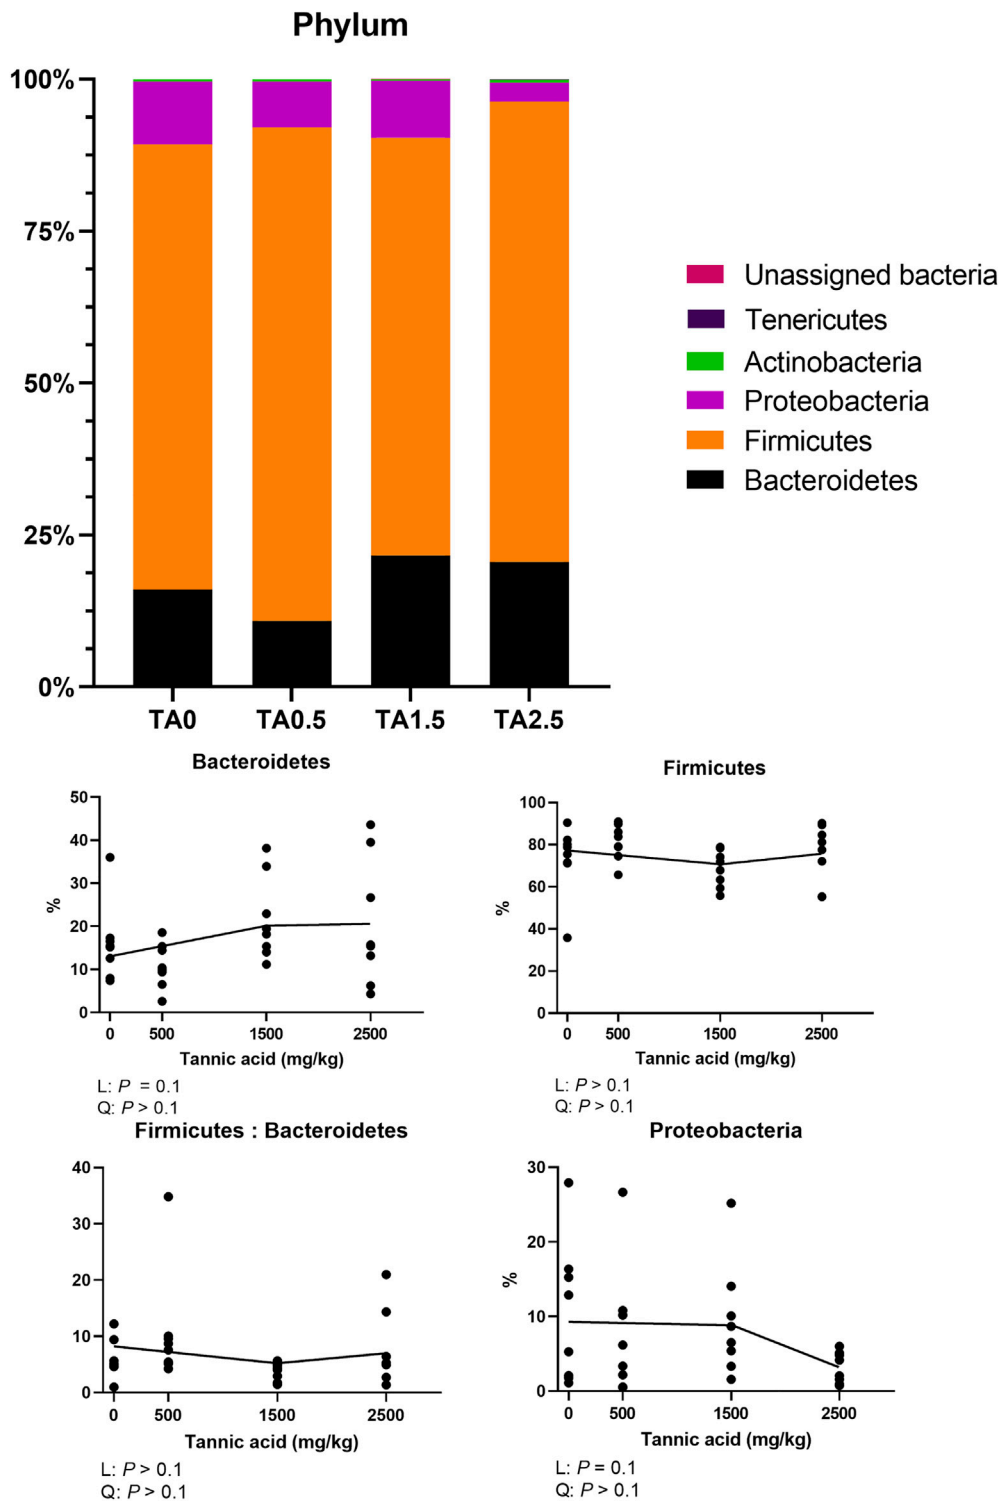 Phylum
100%
75%
50%
25%
0%
TA0 TA0.5 TA1.5 TA2.5
Unassigned bacteria
Tenericutes
Actinobacteria
Proteobacteria
Firmicutes
Bacteroidetes
Bacteroidetes
50
40
30
20
10
0
%
0 500 1500 2500
Tannic acid (mg/kg)
L: P = 0.1
Q: P > 0.1
Firmicutes
100
80
60
40
20
0
%
0 500 1500 2500
Tannic acid (mg/kg)
L: P > 0.1
Q: P > 0.1
Firmicutes : Bacteroidetes
40
30
20
10
0
0 500 1500 2500
Tannic acid (mg/kg)
L: P > 0.1
Q: P > 0.1
Proteobacteria
30
20
10
0
%
0 500 1500 2500
Tannic acid (mg/kg)
L: P = 0.1
Q: P > 0.1